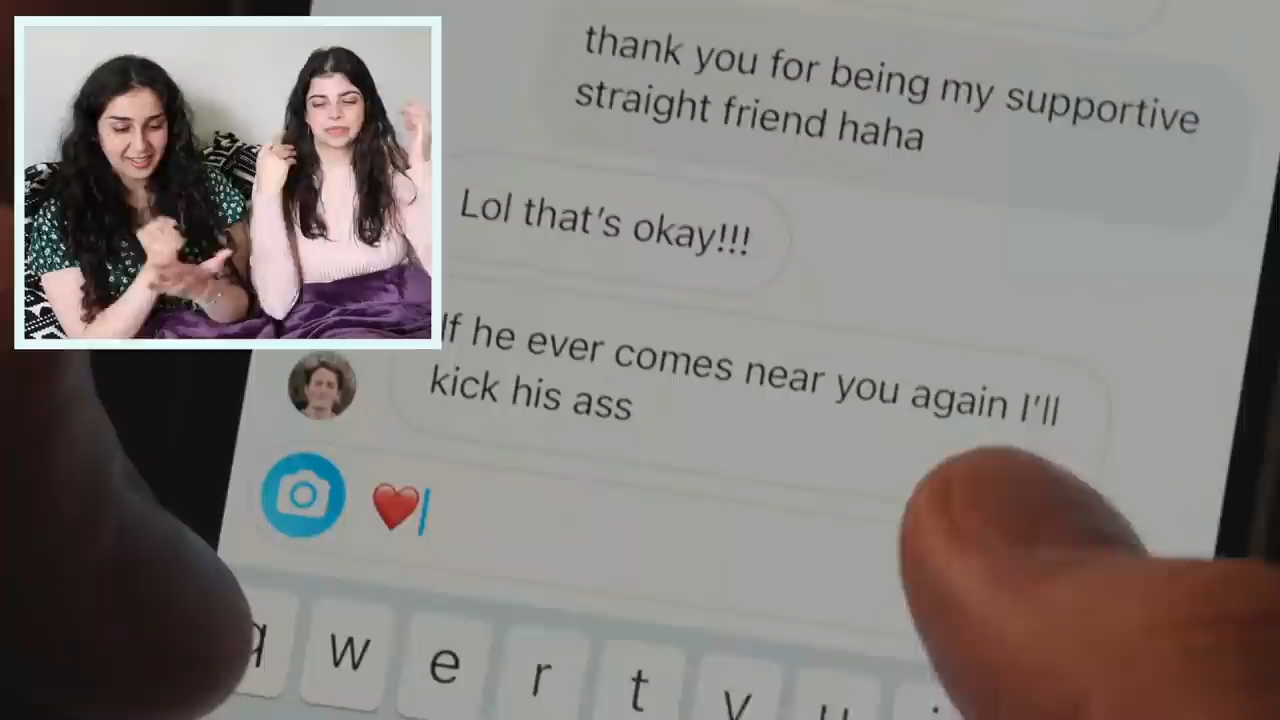 thank you for being my supportive
straight friend haha
Lol that's okay!!!
If he ever comes near you again I'll
kick his ass
q w e r t y u i